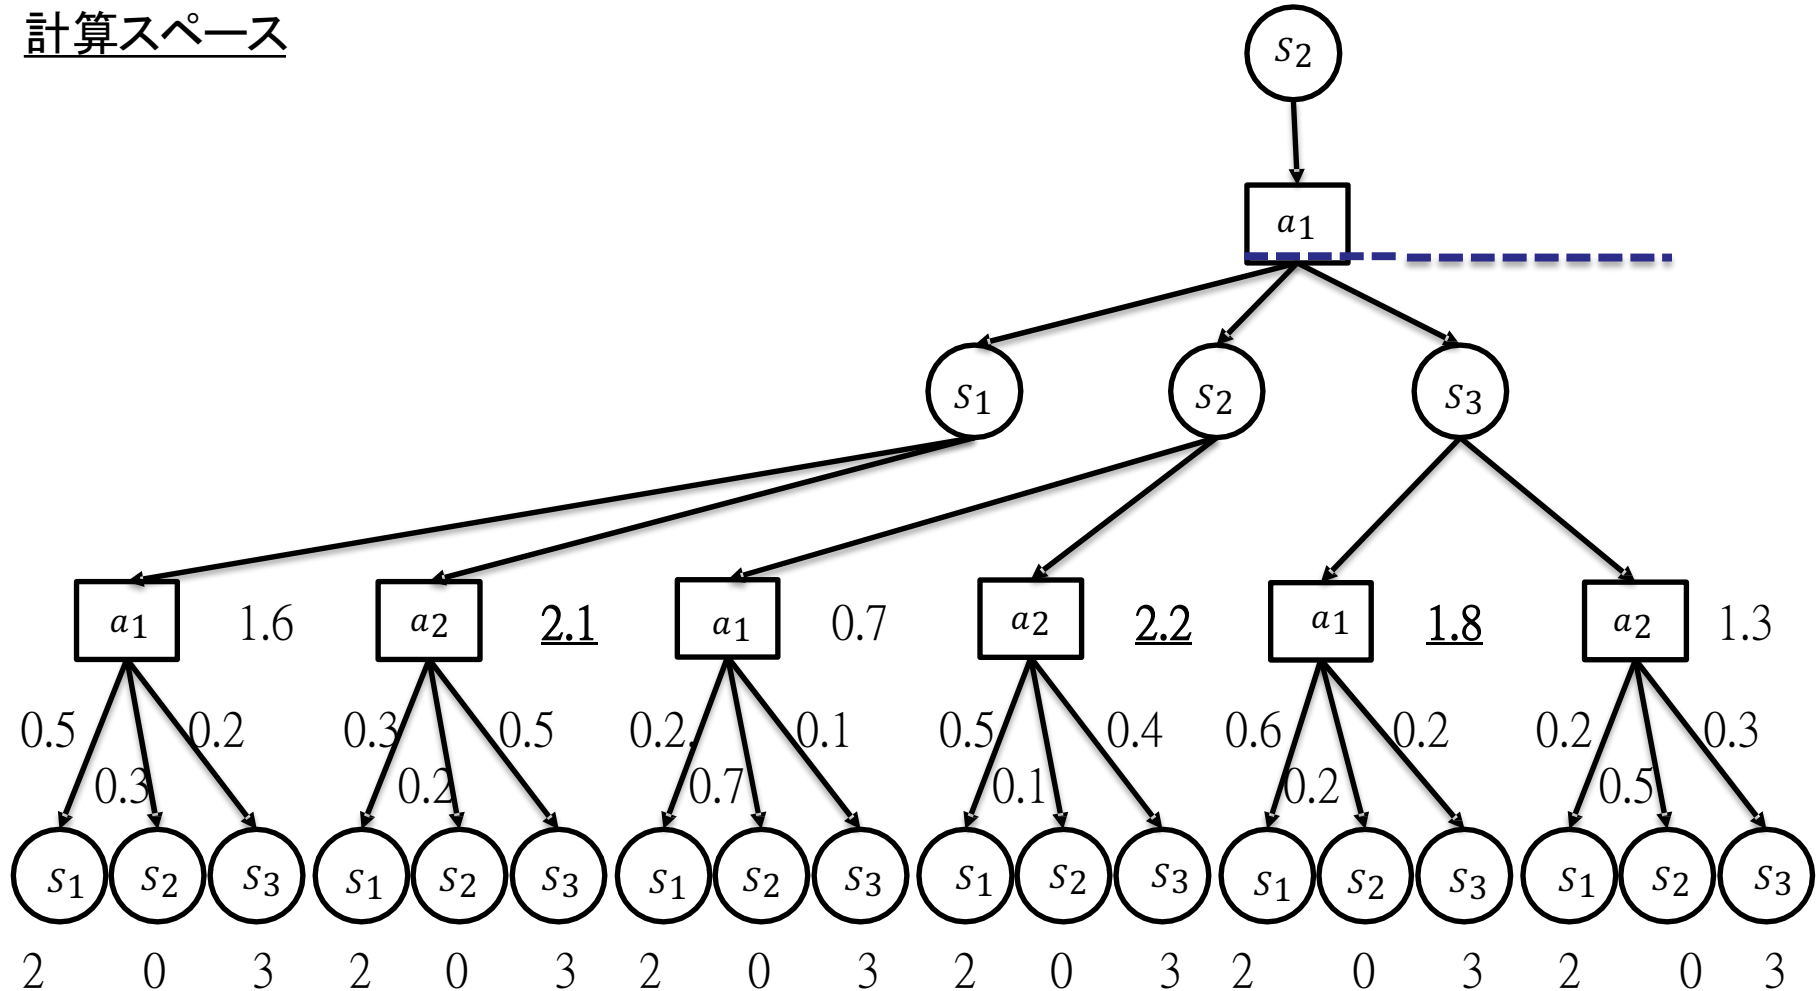 計算スペース
S2
a1
S1 S2 S3
a1 1.6 a2 2.1 a1 0.7 a2 2.2 a1 1.8 a2 1.3
0.5 0.2 0.3 0.5 0.2. 0.1 0.5 0.4 0.6 0.2 0.2 0.3
0.3 0.2 0.7 0.1 0.2 0.5
S1 S2 S3 S1 S2 S3 S1 S2 S3 S1 S2 S3 S1 S2 S3 S1 S2 S3
2 0 3 2 0 3 2 0 3 2 0 3 2 0 3 2 0 3